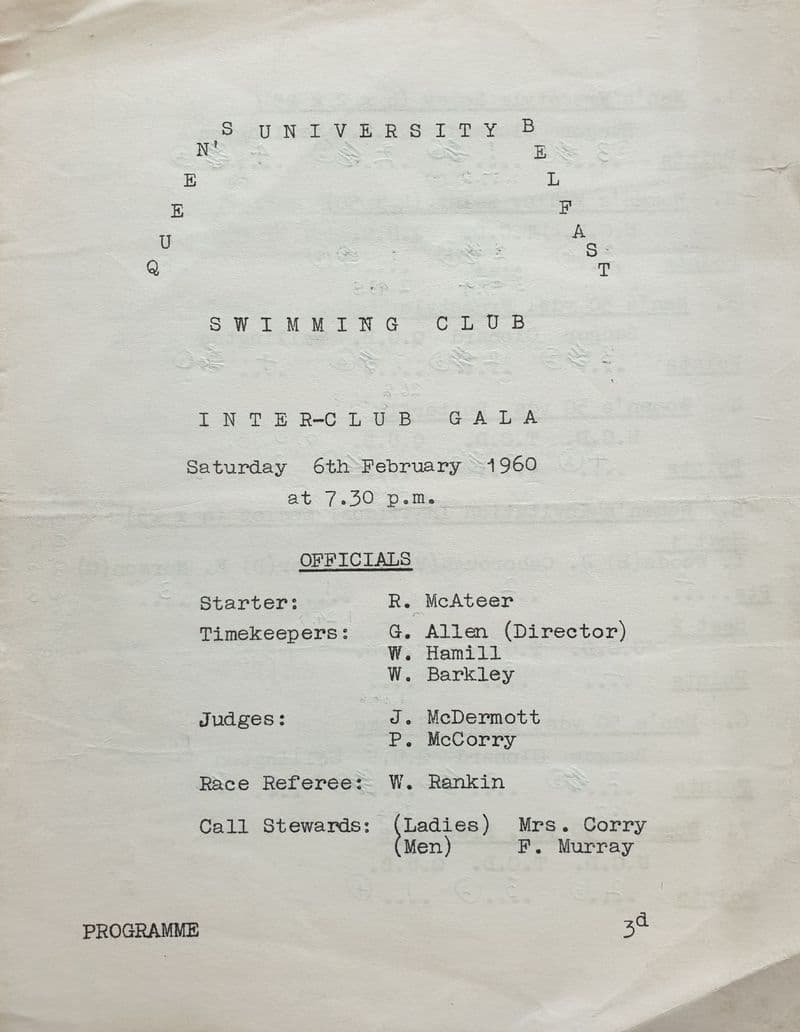 QUEEN'S UNIVERSITY BELFAST
SWIMMING CLUB
INTER-CLUB GALA
Saturday 6th February 1960
at 7.30 p.m.
OFFICIALS
Starter: R. McAteer
Timekeepers: G. Allen (Director)
W. Hamill
W. Barkley
Judges: J. McDermott
P. McCorry
Race Referee: W. Rankin
Call Stewards: (Ladies) Mrs. Corry
(Men) F. Murray
PROGRAMME 3d